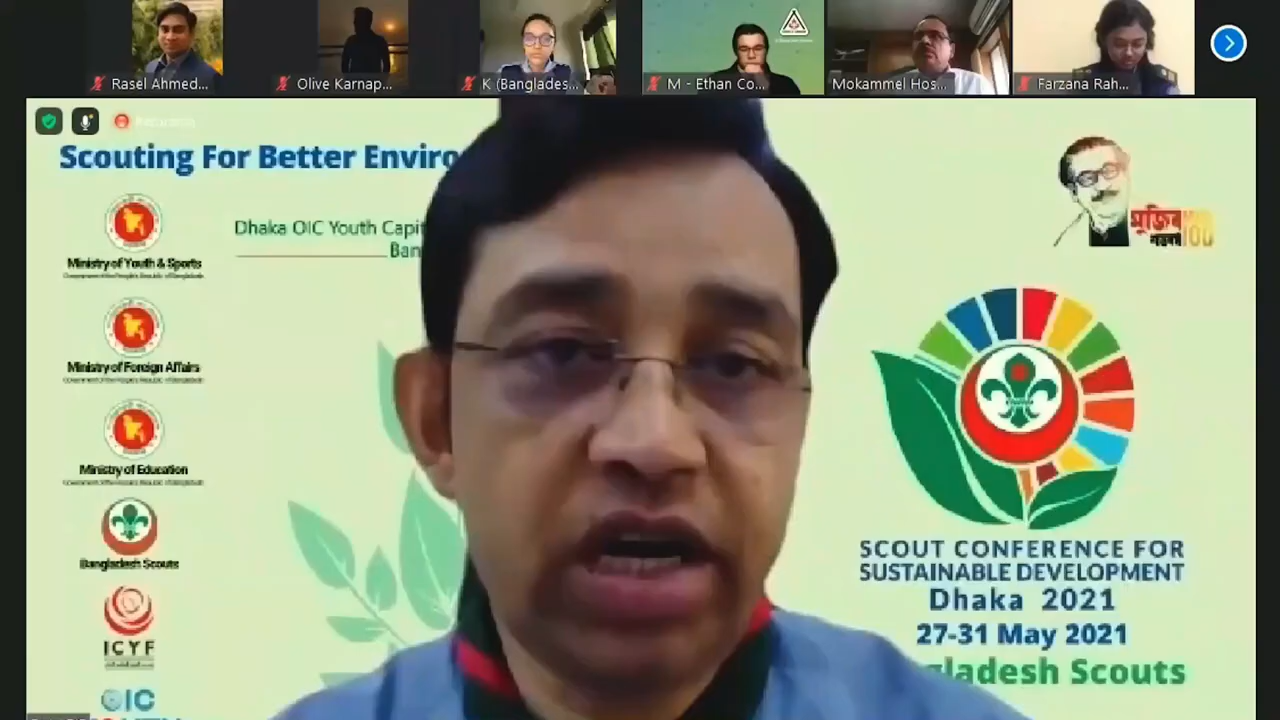 Rasel Ahmed...
Olive Karnap...
K (Banglades...
M - Ethan Co...
Mokammel Hos...
Farzana Rah...
Scouting For Better Enviro
Dhaka OIC Youth Capit
Ban
Ministry of Youth & Sports
Ministry of Foreign Affairs
Ministry of Education
Bangladesh Scouts
ICYF
OIC
মুজিব
100
SCOUT CONFERENCE FOR
SUSTAINABLE DEVELOPMENT
Dhaka 2021
27-31 May 2021
gladesh Scouts